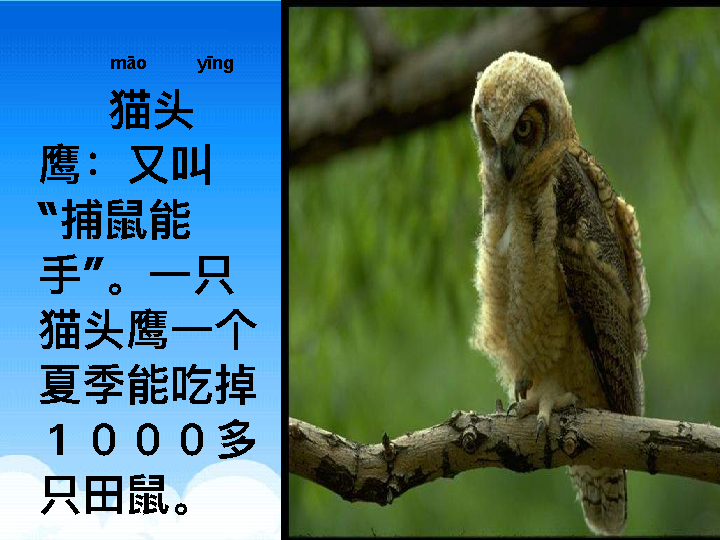 māo yīng
猫头
鹰：又叫
“捕鼠能
手”。一只
猫头鹰一个
夏季能吃掉
１０００多
只田鼠。